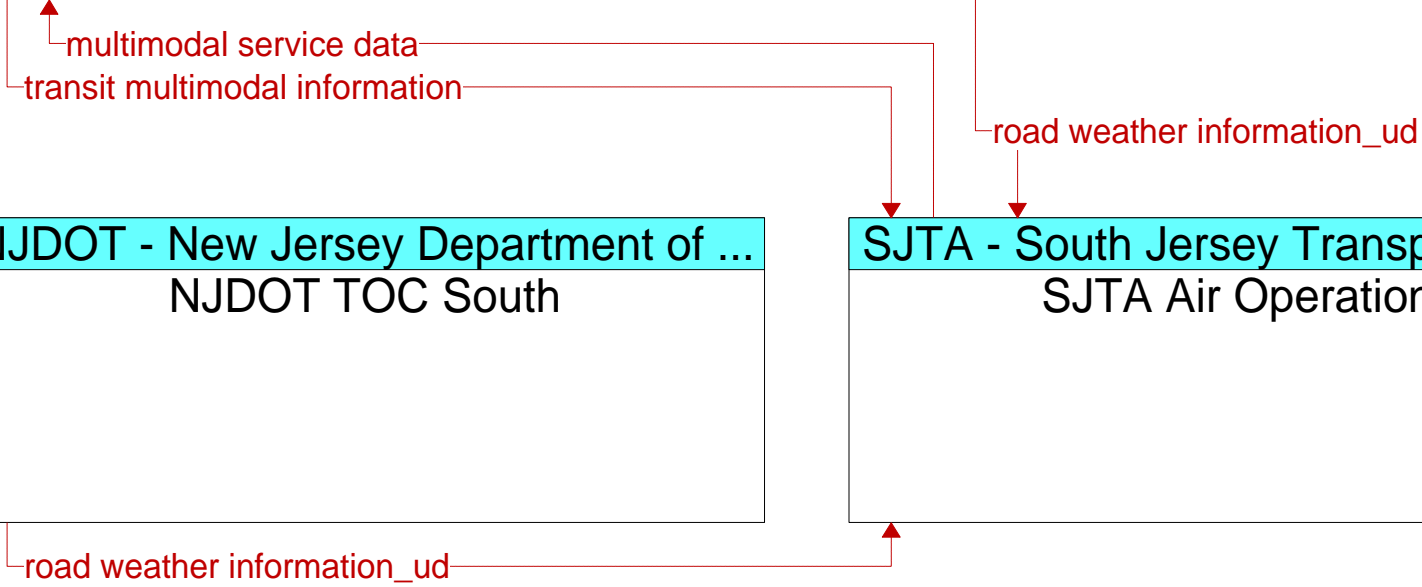 multimodal service data
transit multimodal information
road weather information_ud
NJDOT - New Jersey Department of ...
SJTA - South Jersey Transp
NJDOT TOC South
SJTA Air Operation
road weather information_ud